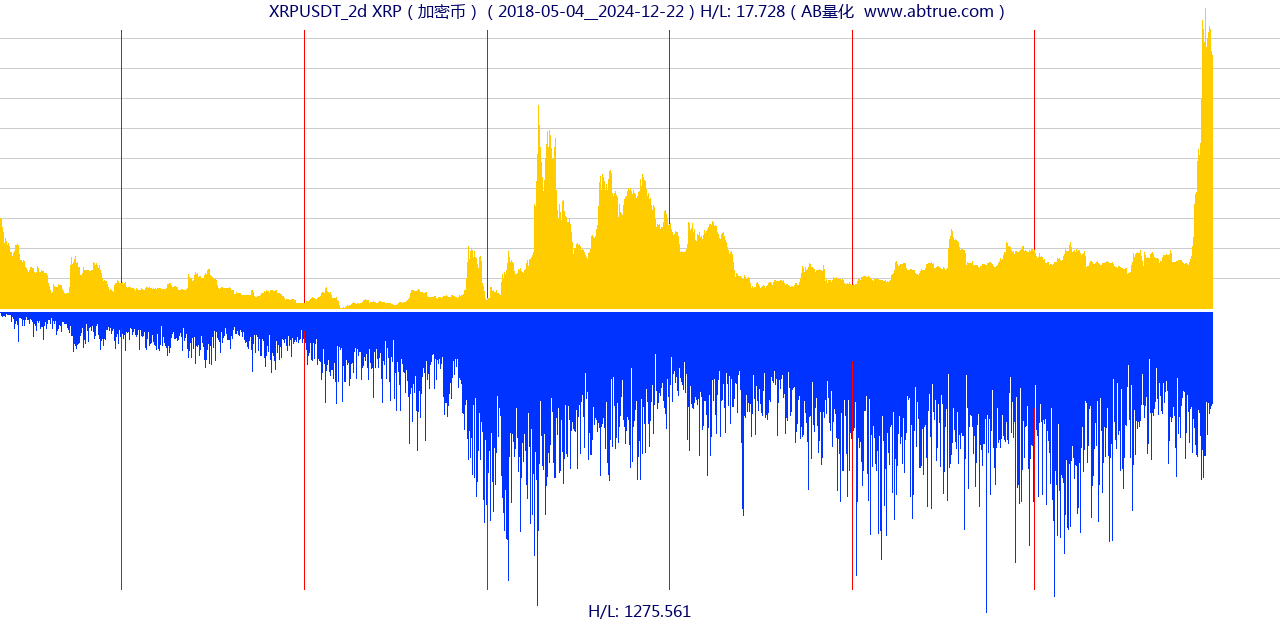 XRPUSDT_2d XRP ( 加密币 ) ( 2018-05-04__2024-12-22 ) H/L: 17.728 ( AB量化  www.abtrue.com )
H/L: 1275.561